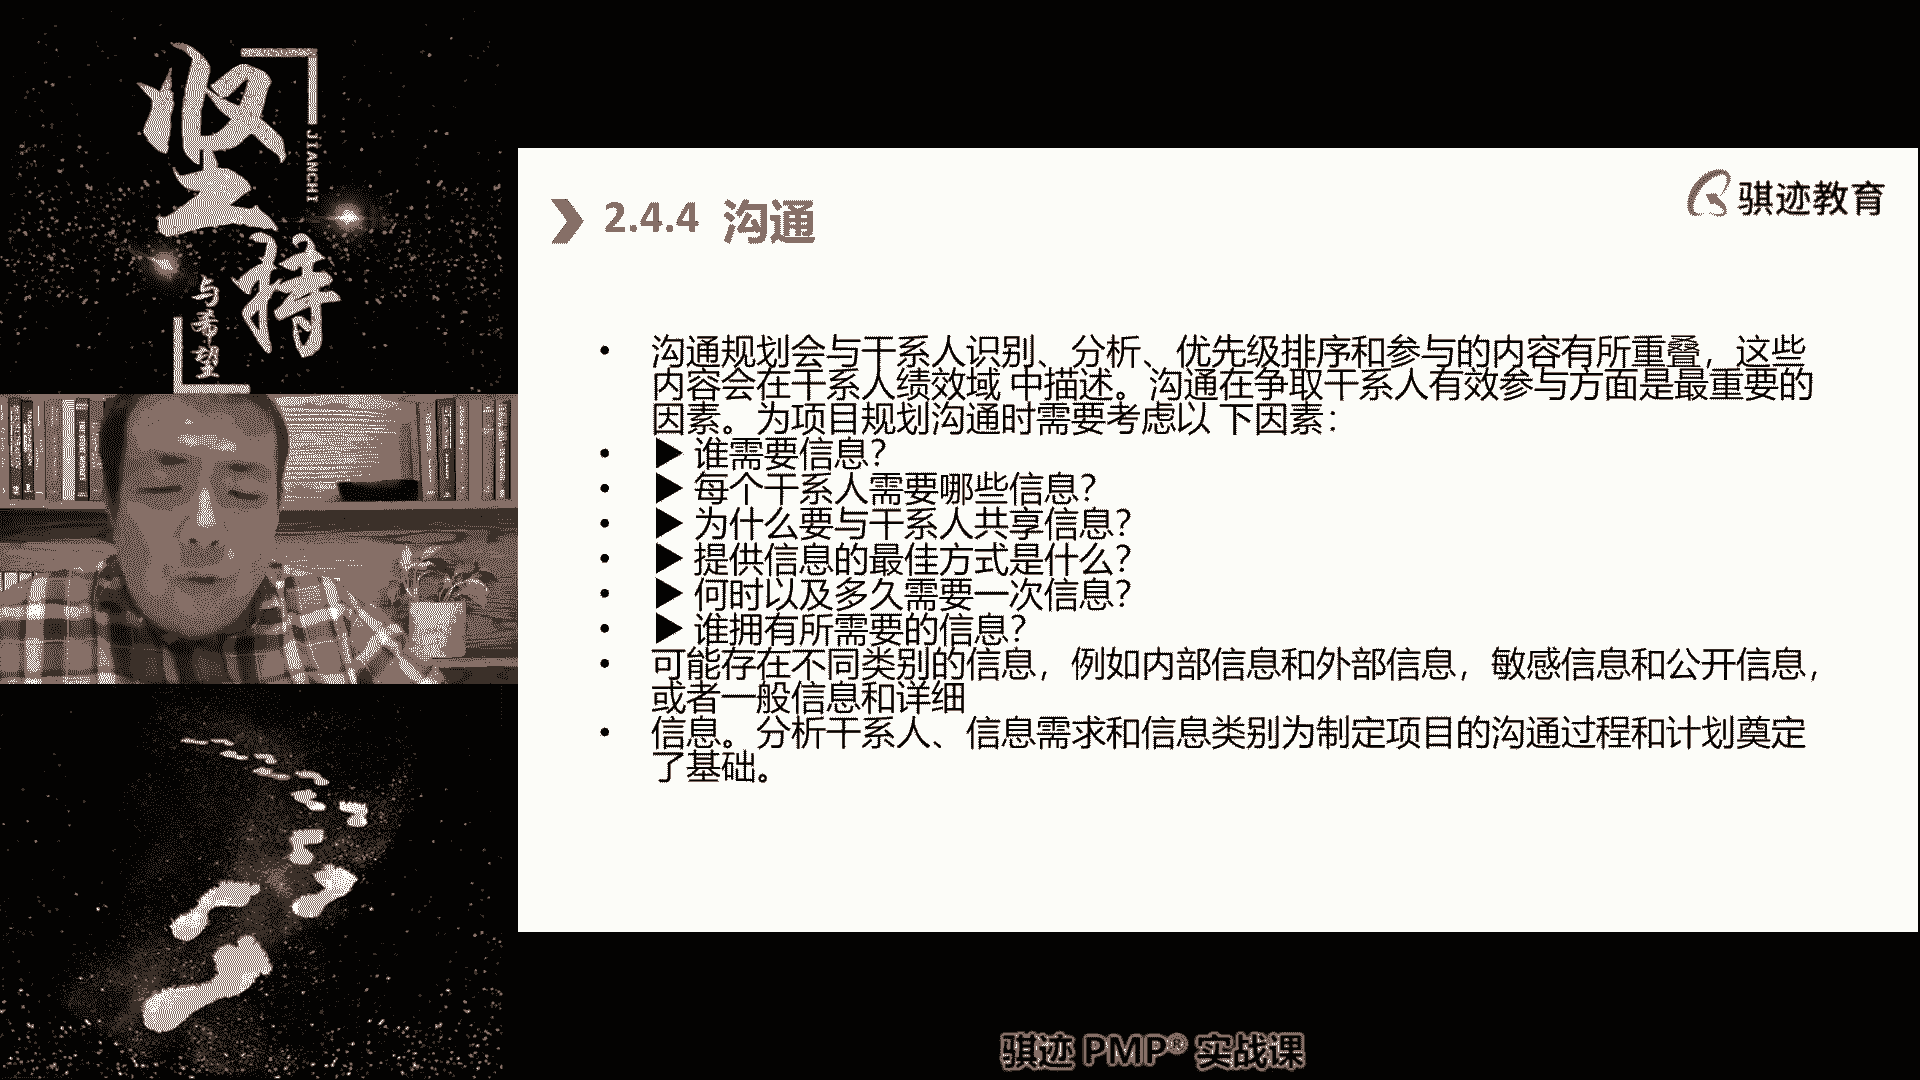 坚持
JIANCHI
与希望
骐迹教育
2.4.4 沟通
• 沟通规划会与干系人识别、分析、优先级排序和参与的内容有所重叠，这些
内容会在干系人绩效域 中描述。沟通在争取干系人有效参与方面是最重要的
因素。为项目规划沟通时需要考虑以 下因素：
• ▶ 谁需要信息？
• ▶ 每个干系人需要哪些信息？
• ▶ 为什么要与干系人共享信息？
• ▶ 提供信息的最佳方式是什么？
• ▶ 何时以及多久需要一次信息？
• ▶ 谁拥有所需要的信息？
• 可能存在不同类别的信息，例如内部信息和外部信息，敏感信息和公开信息，
或者一般信息和详细
• 信息。分析干系人、信息需求和信息类别为制定项目的沟通过程和计划奠定
了基础。
骐迹 PMP® 实战课